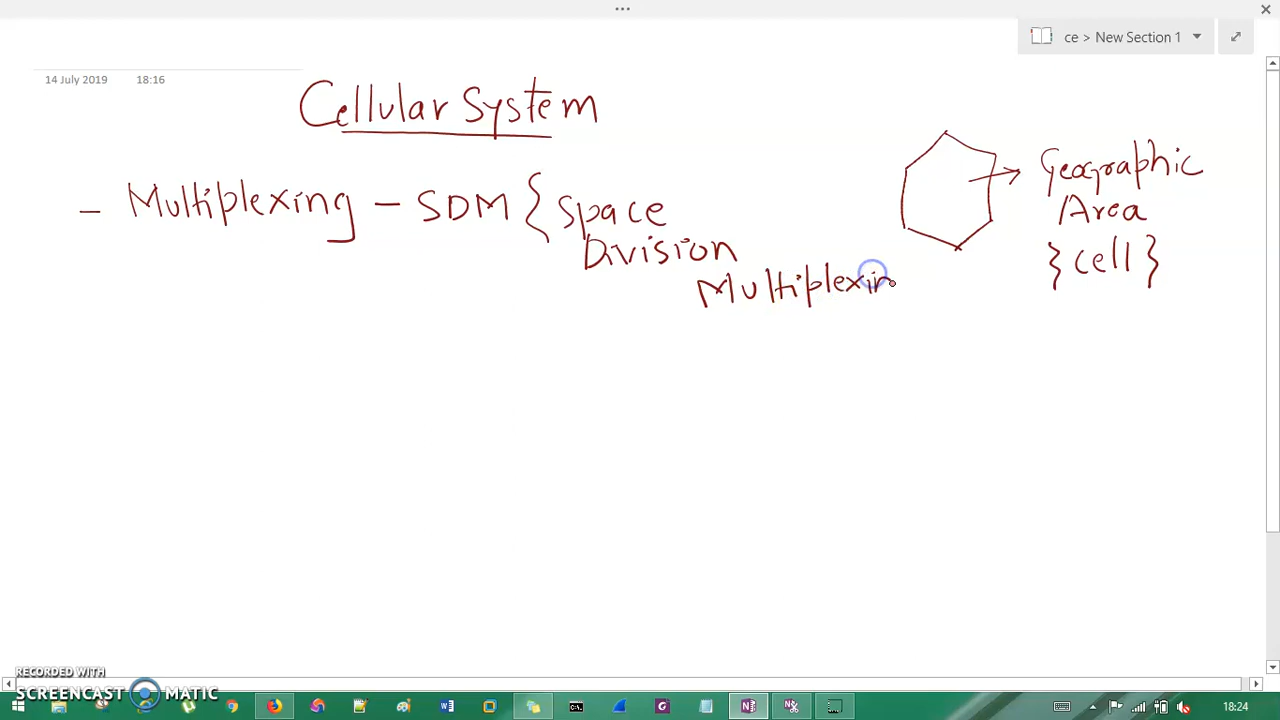 ...
ce > New Section 1
14 July 2019 18:16
Cellular System
- Multiplexing - SDM { Space
Division
Multiplexin
Geographic
Area
} cell }
RECORDED WITH
SCREENCAST MATIC
18:24